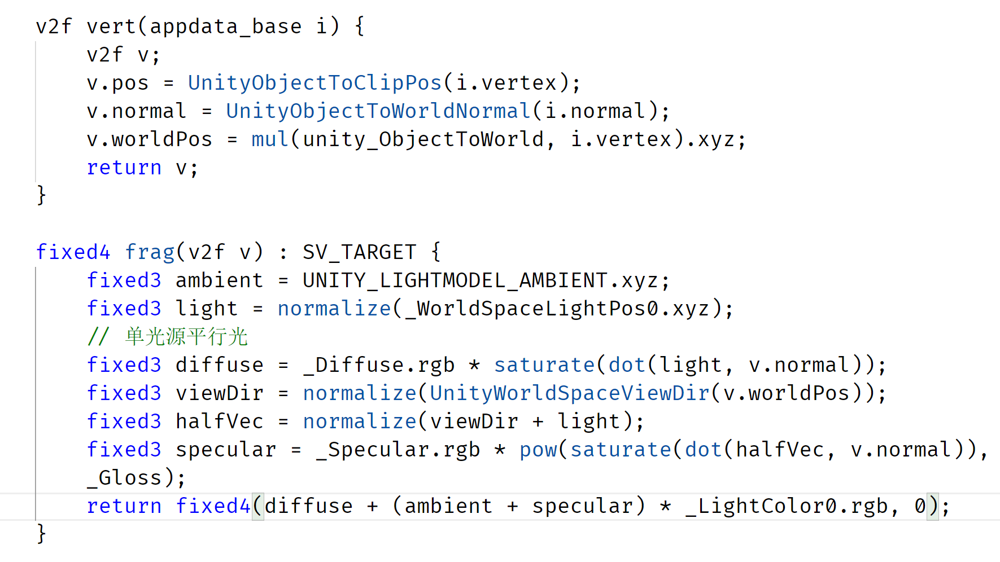 v2f vert(appdata_base i) {
    v2f v;
    v.pos = UnityObjectToClipPos(i.vertex);
    v.normal = UnityObjectToWorldNormal(i.normal);
    v.worldPos = mul(unity_ObjectToWorld, i.vertex).xyz;
    return v;
}

fixed4 frag(v2f v) : SV_TARGET {
    fixed3 ambient = UNITY_LIGHTMODEL_AMBIENT.xyz;
    fixed3 light = normalize(_WorldSpaceLightPos0.xyz);
    // 单光源平行光
    fixed3 diffuse = _Diffuse.rgb * saturate(dot(light, v.normal));
    fixed3 viewDir = normalize(UnityWorldSpaceViewDir(v.worldPos));
    fixed3 halfVec = normalize(viewDir + light);
    fixed3 specular = _Specular.rgb * pow(saturate(dot(halfVec, v.normal)),
    _Gloss);
    return fixed4(diffuse + (ambient + specular) * _LightColor0.rgb, 0);
}